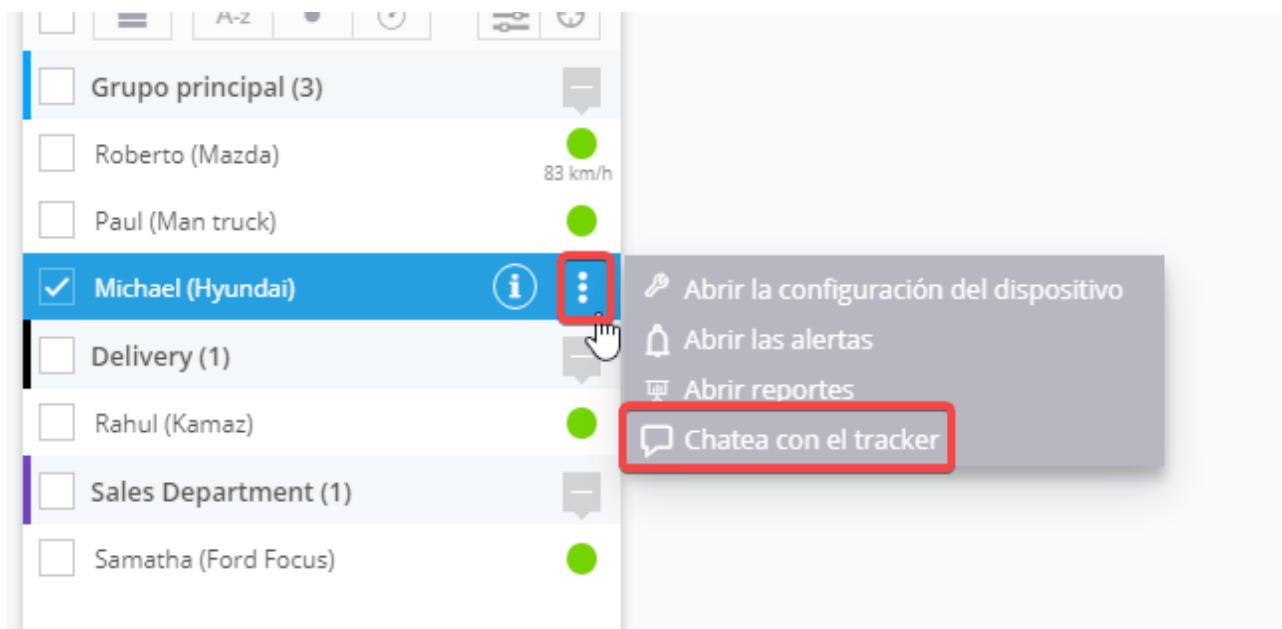 A-z
Grupo principal (3)
Roberto (Mazda)
83 km/h
Paul (Man truck)
Michael (Hyundai)
Abrir la configuración del dispositivo
Abrir las alertas
Abrir reportes
Chatea con el tracker
Delivery (1)
Rahul (Kamaz)
Sales Department (1)
Samatha (Ford Focus)